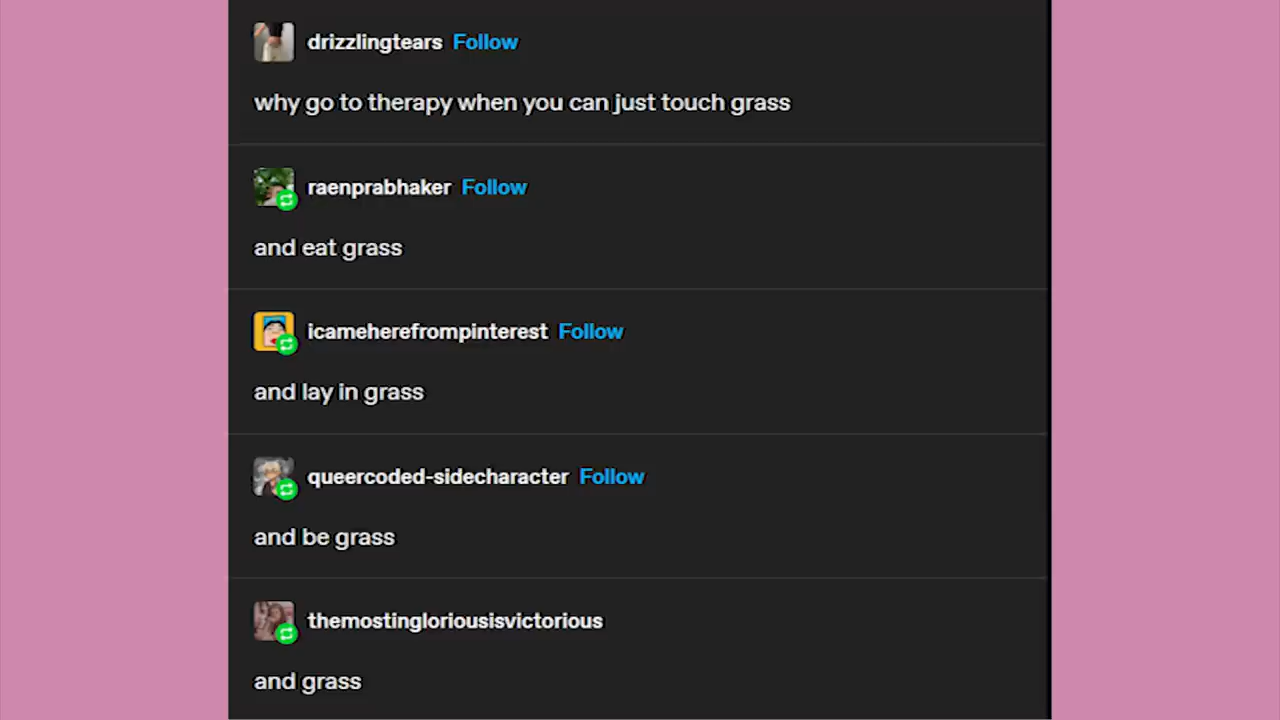 drizzlingtears Follow
why go to therapy when you can just touch grass
raenprabhaker Follow
and eat grass
icameherefrompinterest Follow
and lay in grass
queercoded-sidecharacter Follow
and be grass
themostingloriousisvictorious
and grass